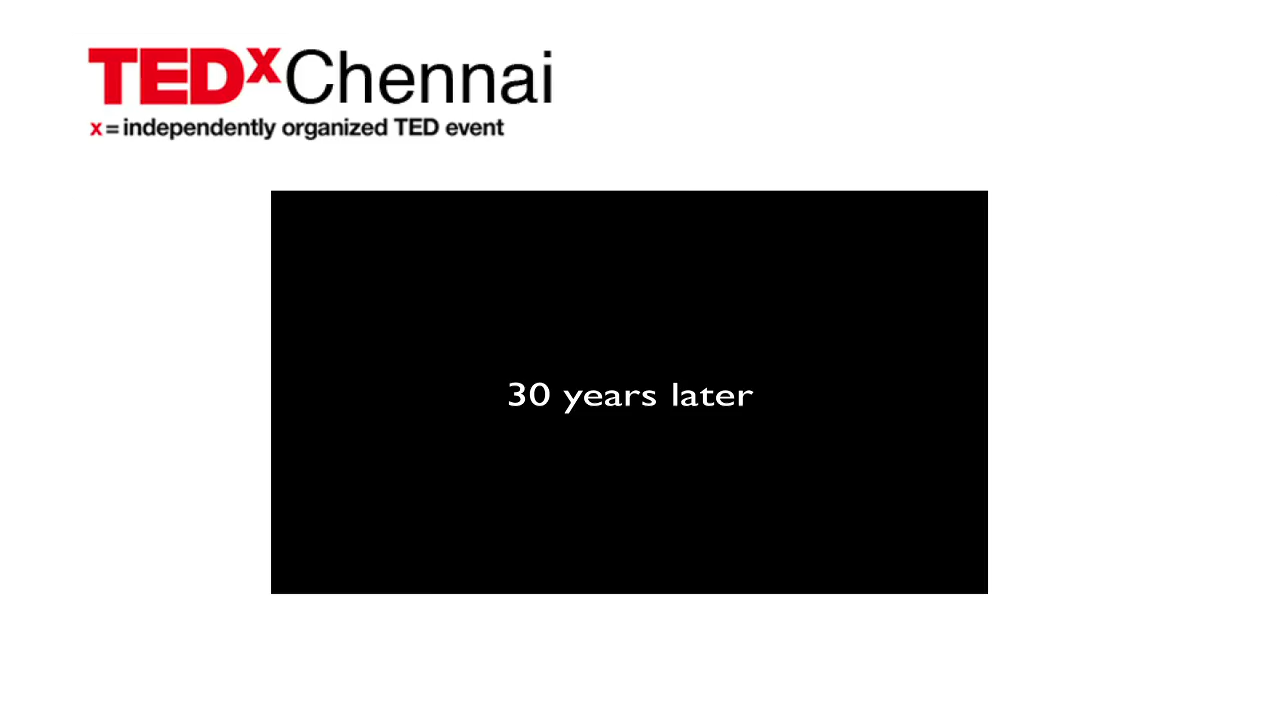 TEDxChennai
x = independently organized TED event
30 years later